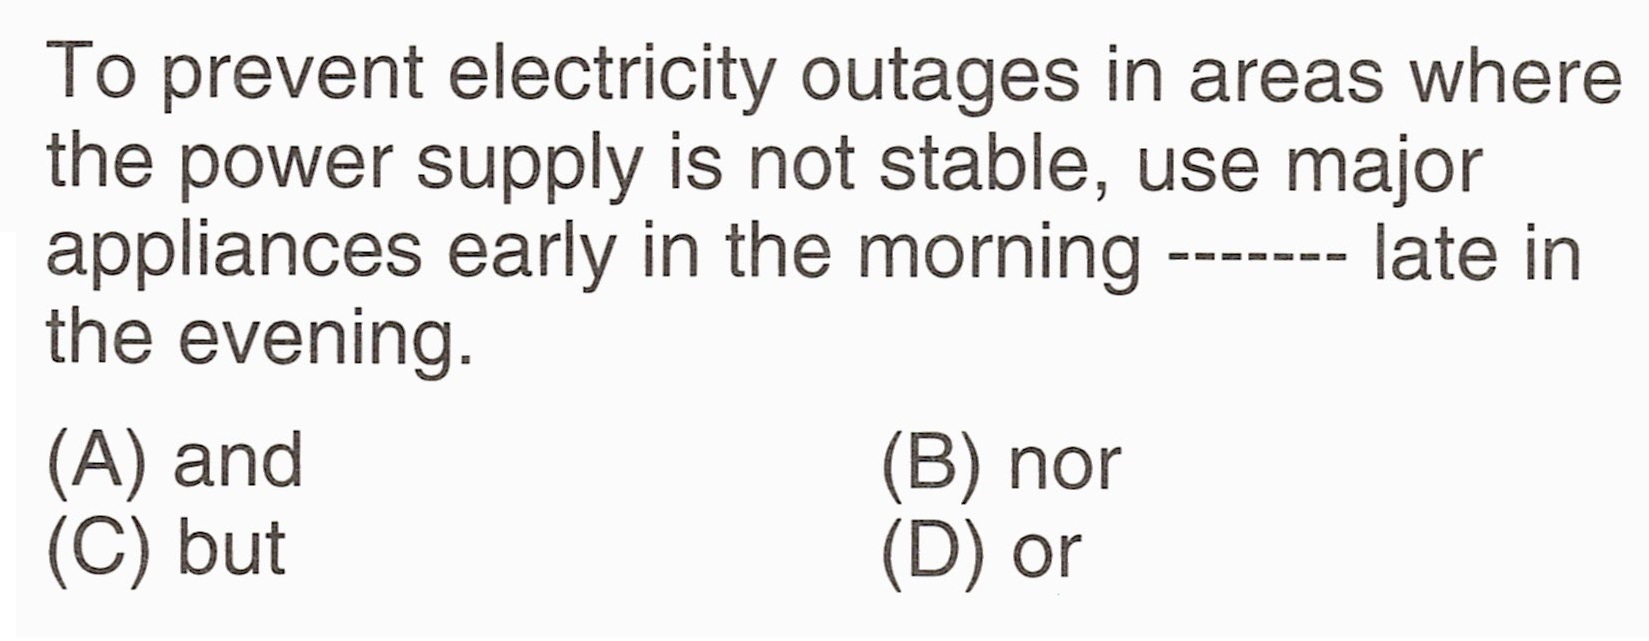 To prevent electricity outages in areas where
the power supply is not stable, use major
appliances early in the morning ------- late in
the evening.
(A) and
(B) nor
(C) but
(D) or